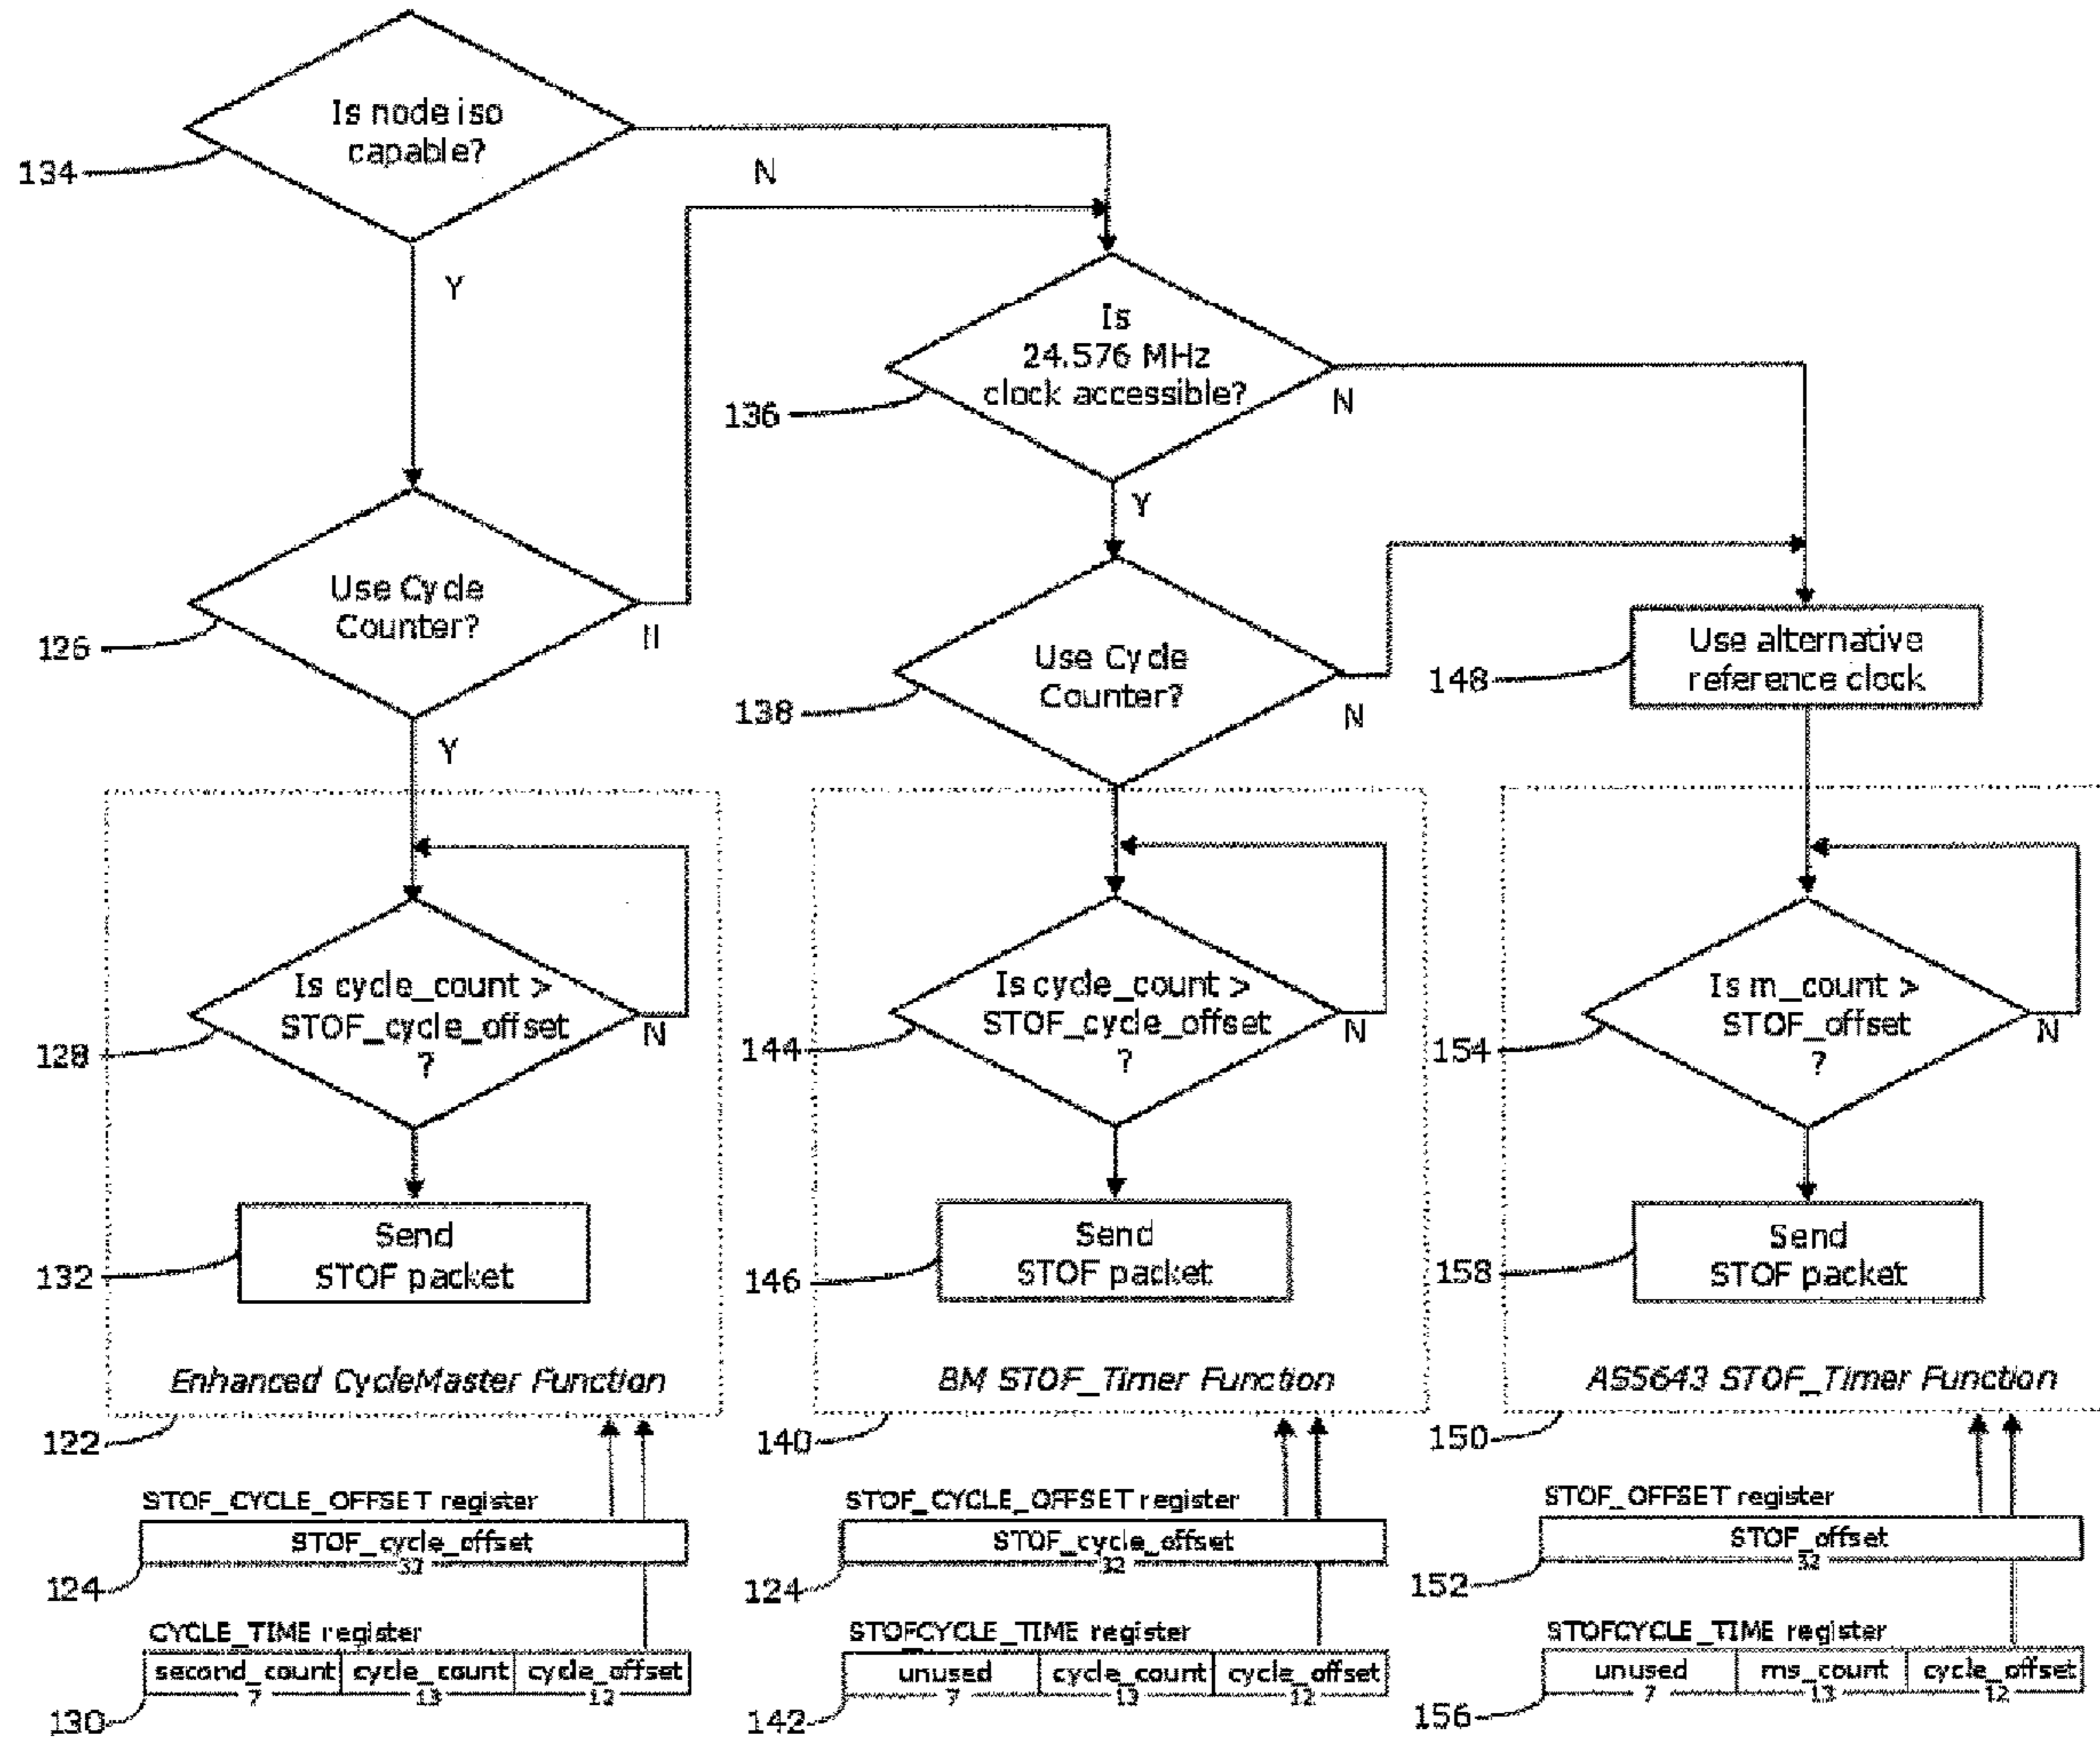 Is node iso
capable?
134
N
Y
Is
24.576 MHz
clock accessible?
136
N
Y
Use Cycle
Counter?
126
N
Y
Use Cycle
Counter?
138
N
Use alternative
reference clock
148
Is cycle_count >
STOF_cycle_offset
?
128
N
Send
STOF packet
132
Enhanced CycleMaster Function
122
Is cycle_count >
STOF_cycle_offset
?
144
N
Send
STOF packet
146
BM STOF_Timer Function
140
Is m_count >
STOF_offset
?
154
N
Send
STOF packet
158
AS5643 STOF_Timer Function
150
STOF_CYCLE_OFFSET register
STOF_cycle_offset
32
124
CYCLE_TIME register
second_count cycle_count cycle_offset
7 13 12
130
STOF_CYCLE_OFFSET register
STOF_cycle_offset
32
124
STOFCYCLE_TIME register
unused cycle_count cycle_offset
7 13 12
142
STOF_OFFSET register
STOF_offset
32
152
STOFCYCLE_TIME register
unused ms_count cycle_offset
7 13 12
156